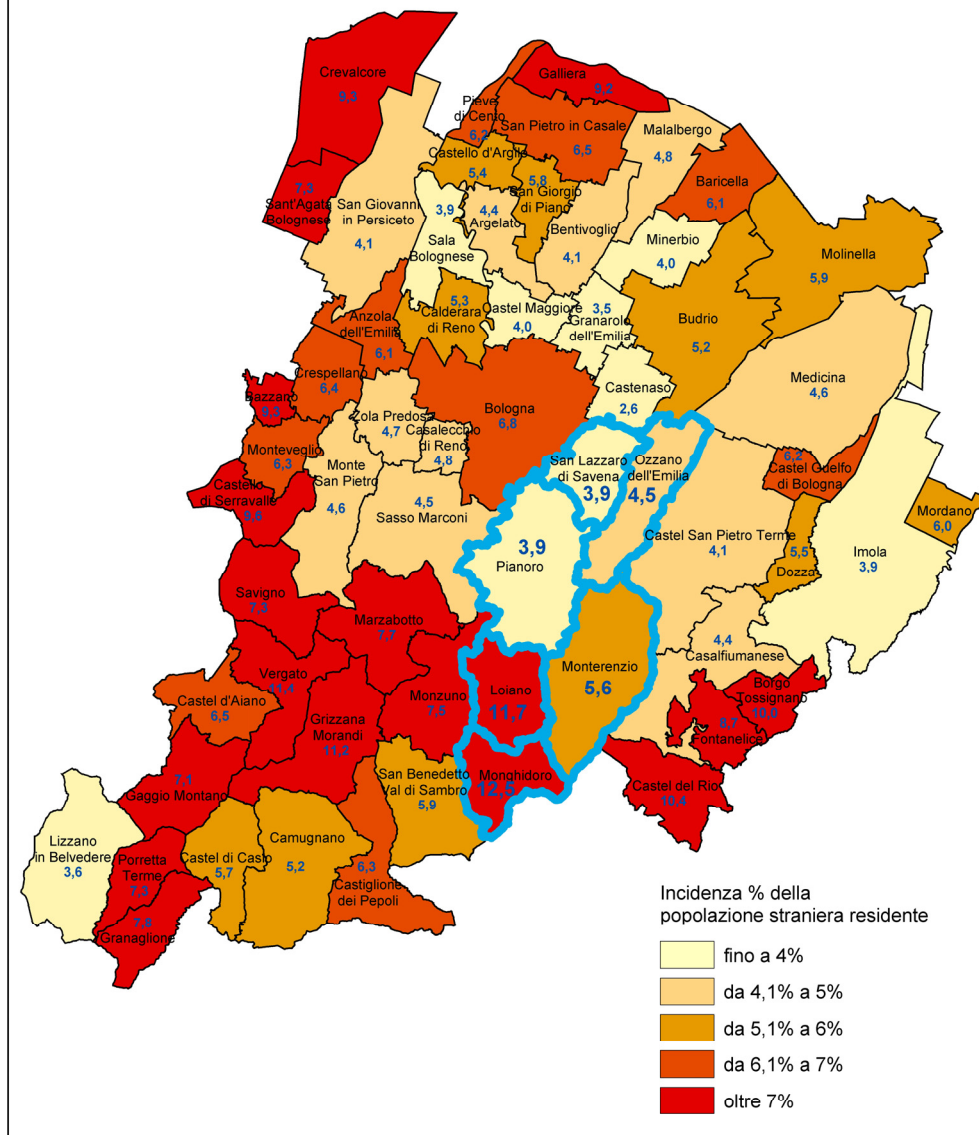 Crevalcore
9,3
Galliera
9,2
Pieve
di Cento
6,2
San Pietro in Casale
6,5
Malalbergo
4,8
Castello d'Argile
5,4
Baricella
6,1
7,3
Sant'Agata
Bolognese
San Giovanni
in Persiceto
4,1
5,8
San Giorgio
di Piano
3,9
Sala
Bolognese
4,4
Argelato
Bentivoglio
4,1
Minerbio
4,0
Molinella
5,9
5,3
Calderara
di Reno
Castel Maggiore
4,0
3,5
Granarolo
dell'Emilia
Budrio
5,2
Anzola
dell'Emilia
6,1
Crespellano
6,4
Castenaso
2,6
Medicina
4,6
Bazzano
9,3
Zola Predosa
4,7
Bologna
6,8
Casalecchio
di Reno
4,8
Monteveglio
6,3
Monte
San Pietro
4,6
San Lazzaro
di Savena
3,9
Ozzano
dell'Emilia
4,5
6,2
Castel Guelfo
di Bologna
Castello
di Serravalle
9,6
4,5
Sasso Marconi
Mordano
6,0
Castel San Pietro Terme
4,1
5,5
Dozza
Imola
3,9
3,9
Pianoro
Savigno
7,3
Marzabotto
7,7
4,4
Casalfiumanese
Vergato
11,4
Monterenzio
5,6
Borgo
Tossignano
10,0
Castel d'Aiano
6,5
Monzuno
7,5
Loiano
11,7
Grizzana
Morandi
11,2
8,7
Fontanelice
7,1
Gaggio Montano
San Benedetto
Val di Sambro
5,9
Monghidoro
12,5
Castel del Rio
10,4
Lizzano
in Belvedere
3,6
Camugnano
5,2
Porretta
Terme
7,3
Castel di Casio
5,7
6,3
Castiglione
dei Pepoli
7,8
Granaglione
Incidenza % della
popolazione straniera residente
fino a 4%
da 4,1% a 5%
da 5,1% a 6%
da 6,1% a 7%
oltre 7%